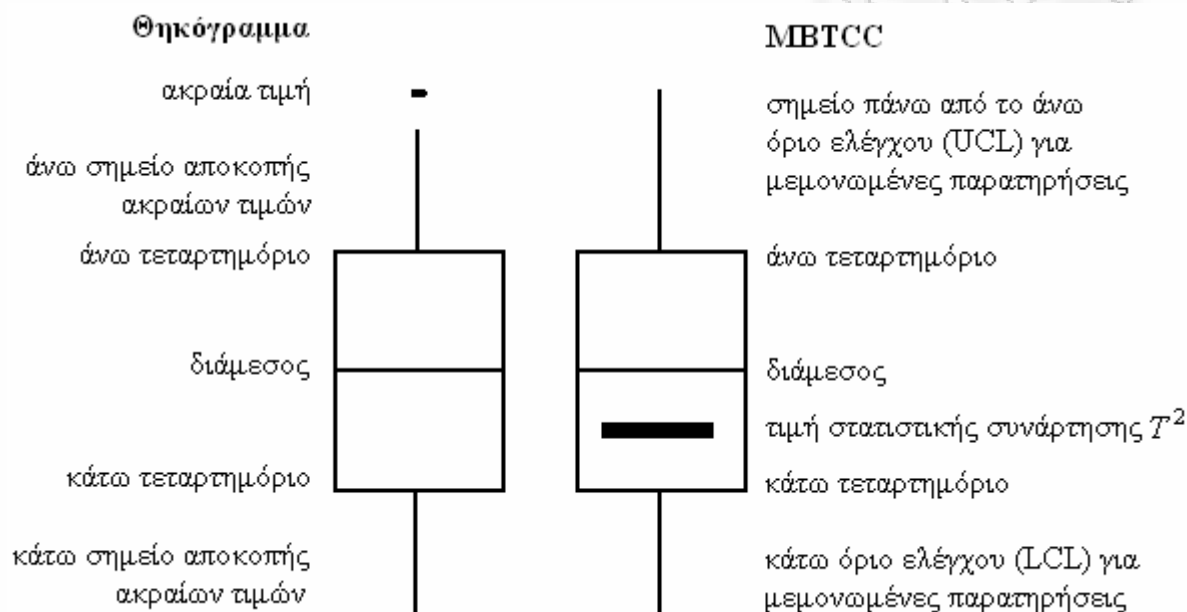 Θηκόγραμμα
ακραία τιμή
άνω σημείο αποκοπής
ακραίων τιμών
άνω τεταρτημόριο
διάμεσος
κάτω τεταρτημόριο
κάτω σημείο αποκοπής
ακραίων τιμών
MBTCC
σημείο πάνω από το άνω
όριο ελέγχου (UCL) για
μεμονωμένες παρατηρήσεις
άνω τεταρτημόριο
διάμεσος
τιμή στατιστικής συνάρτησης T²
κάτω τεταρτημόριο
κάτω όριο ελέγχου (LCL) για
μεμονωμένες παρατηρήσεις